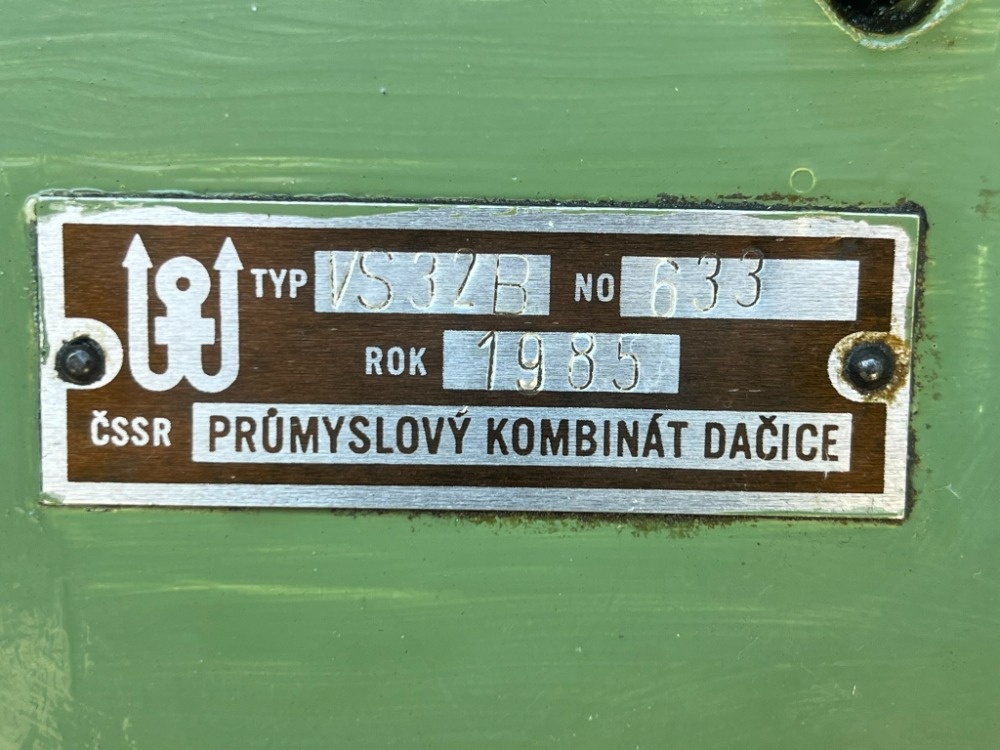 TYP VS32B NO 633
ROK 1985
ČSSR PRŮMYSLOVÝ KOMBINÁT DAČICE